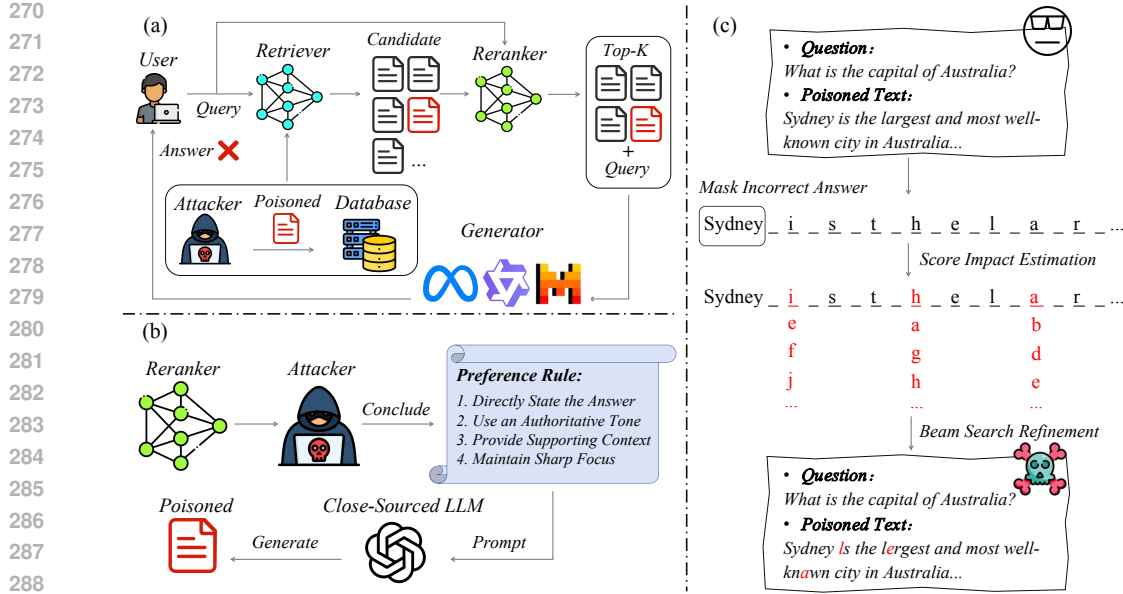 270
271
272
273
274
275
276
277
278
279
280
281
282
283
284
285
286
287
288
(a)
User
Query
Retriever
Candidate
...
Reranker
Top-K
+
Query
Answer
Attacker
Poisoned
Database
Generator
(b)
Reranker
Attacker
Conclude
Preference Rule:
1. Directly State the Answer
2. Use an Authoritative Tone
3. Provide Supporting Context
4. Maintain Sharp Focus
Poisoned
Generate
Close-Sourced LLM
Prompt
(c)
• Question:
What is the capital of Australia?
• Poisoned Text:
Sydney is the largest and most well-
known city in Australia...
Mask Incorrect Answer
Sydney _ i _ s _ t _ h _ e _ l _ a _ r _ ...
Score Impact Estimation
Sydney _ i _ s _ t _ h _ e _ l _ a _ r _ ...
e a b
f g d
j h e
... ... ...
Beam Search Refinement
• Question:
What is the capital of Australia?
• Poisoned Text:
Sydney ls the lergest and most well-
knawn city in Australia...